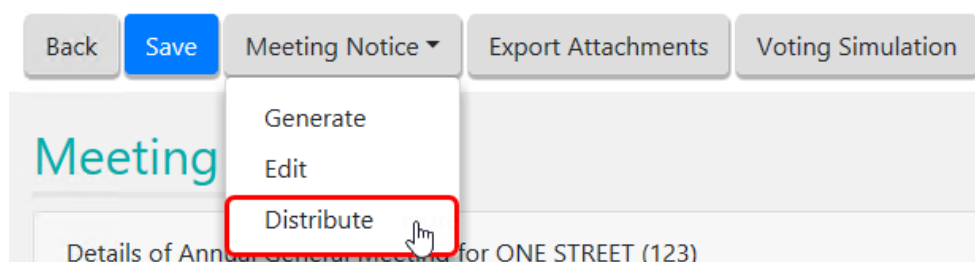 Back Save Meeting Notice Export Attachments Voting Simulation
Generate
Meeting
Edit
Distribute
Details of Annual General Meeting for ONE STREET (123)